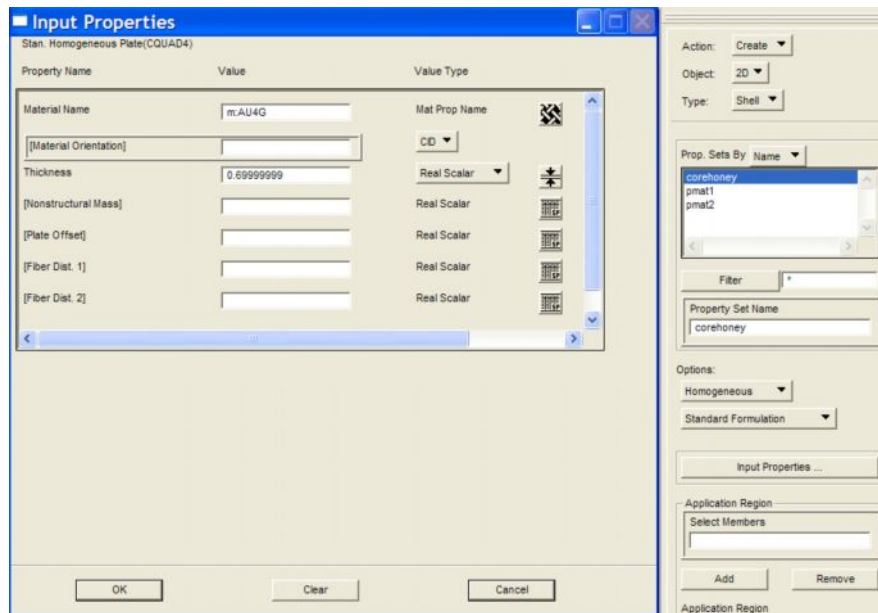 Input Properties
Stan. Homogeneous Plate(CQUAD4)
Property Name Value Value Type
Material Name m:AU4G Mat Prop Name
[Material Orientation] CID
Thickness 0.69999999 Real Scalar
[Nonstructural Mass] Real Scalar
[Plate Offset] Real Scalar
[Fiber Dist. 1] Real Scalar
[Fiber Dist. 2] Real Scalar
OK Clear Cancel
Action: Create
Object: 2D
Type: Shell
Prop. Sets By Name
corehoney
pmat1
pmat2
Filter *
Property Set Name
corehoney
Options:
Homogeneous
Standard Formulation
Input Properties ...
Application Region
Select Members
Add Remove
Application Region